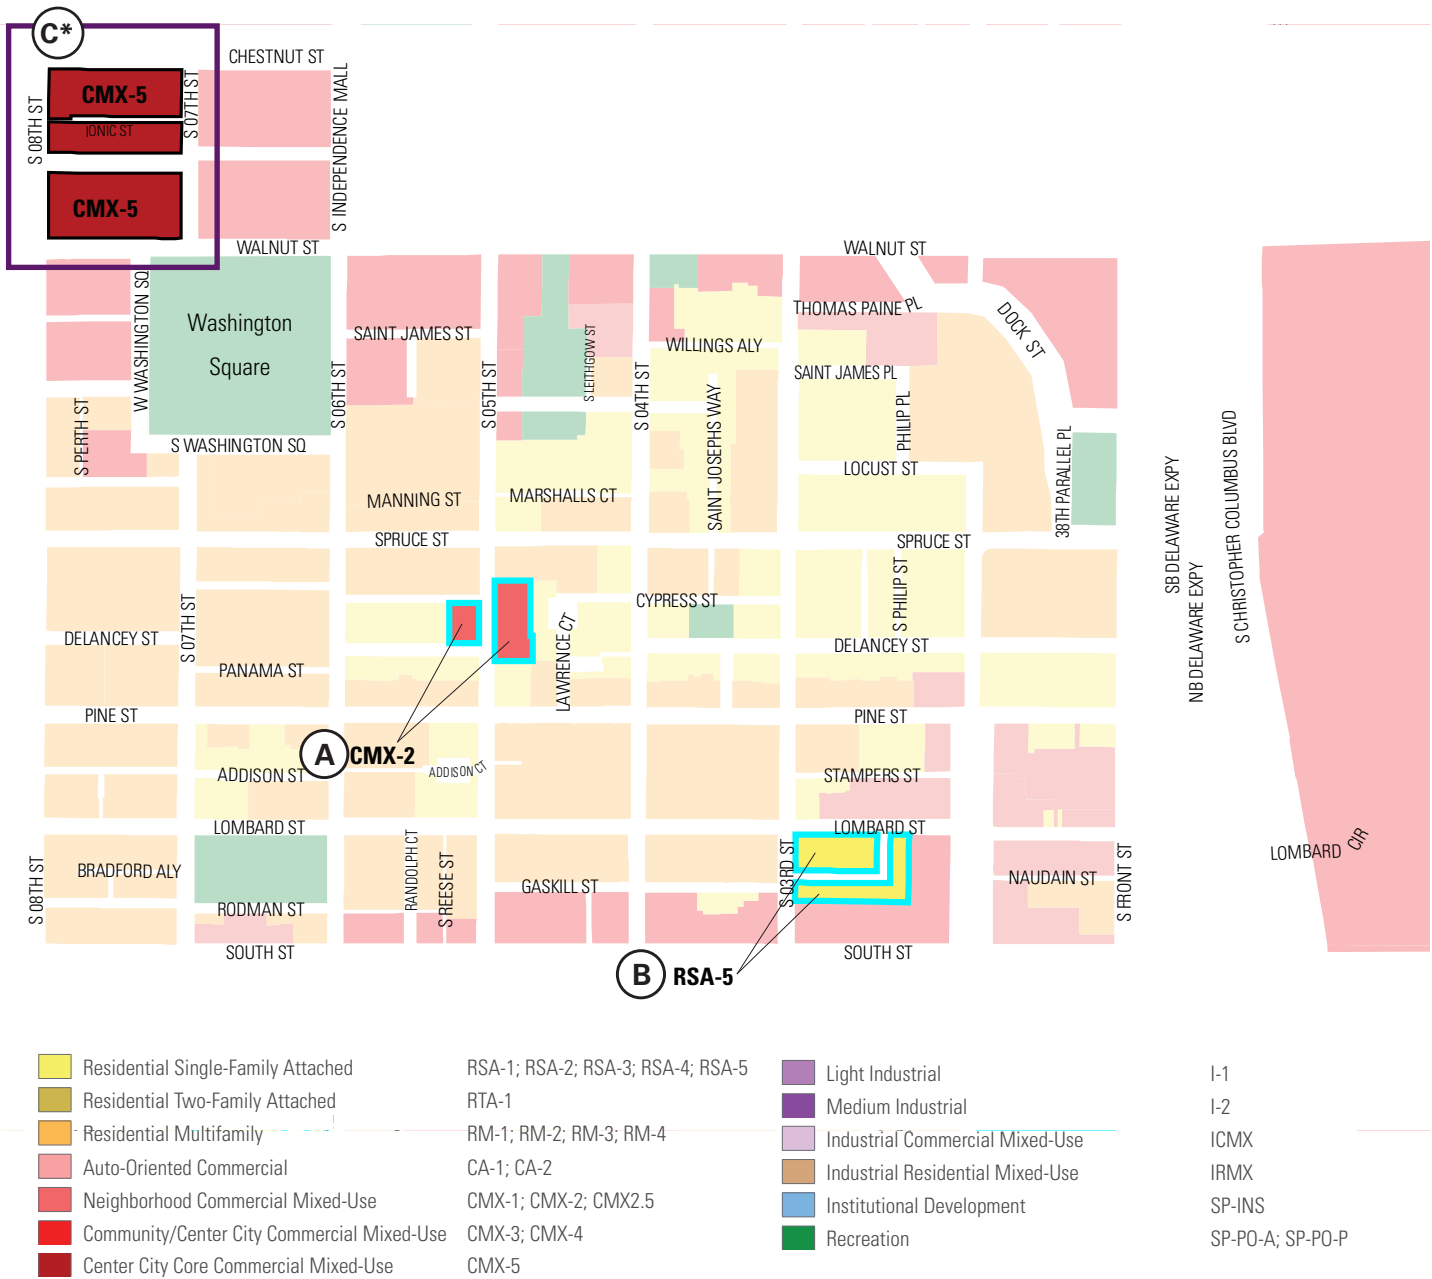 C*
CHESTNUT ST
CMX-5
S 08TH ST
S 07TH ST
IONIC ST
S INDEPENDENCE MALL
CMX-5
WALNUT ST
WALNUT ST
W WASHINGTON SQ
Washington
Square
SAINT JAMES ST
S 06TH ST
S 05TH ST
S LEITHGOW ST
S 04TH ST
WILLINGS ALY
THOMAS PAINE PL
DOCK ST
SAINT JAMES PL
PHILIP PL
SAINT JOSEPHS WAY
S PERTH ST
S WASHINGTON SQ
MANNING ST
MARSHALLS CT
LOCUST ST
38TH PARALLEL PL
SB DELAWARE EXPY
S CHRISTOPHER COLUMBUS BLVD
SPRUCE ST
SPRUCE ST
S 07TH ST
CYPRESS ST
S PHILIP ST
NB DELAWARE EXPY
DELANCEY ST
LAWRENCE CT
DELANCEY ST
PANAMA ST
PINE ST
PINE ST
A CMX-2
ADDISON ST
ADDISON CT
STAMPERS ST
LOMBARD ST
LOMBARD ST
LOMBARD CIR
S 08TH ST
BRADFORD ALY
RANDOLPH CT
S REESE ST
GASKILL ST
S 03RD ST
NAUDAIN ST
S FRONT ST
RODMAN ST
SOUTH ST
SOUTH ST
B RSA-5
Residential Single-Family Attached RSA-1; RSA-2; RSA-3; RSA-4; RSA-5
Residential Two-Family Attached RTA-1
Residential Multifamily RM-1; RM-2; RM-3; RM-4
Auto-Oriented Commercial CA-1; CA-2
Neighborhood Commercial Mixed-Use CMX-1; CMX-2; CMX2.5
Community/Center City Commercial Mixed-Use CMX-3; CMX-4
Center City Core Commercial Mixed-Use CMX-5
Light Industrial I-1
Medium Industrial I-2
Industrial Commercial Mixed-Use ICMX
Industrial Residential Mixed-Use IRMX
Institutional Development SP-INS
Recreation SP-PO-A; SP-PO-P